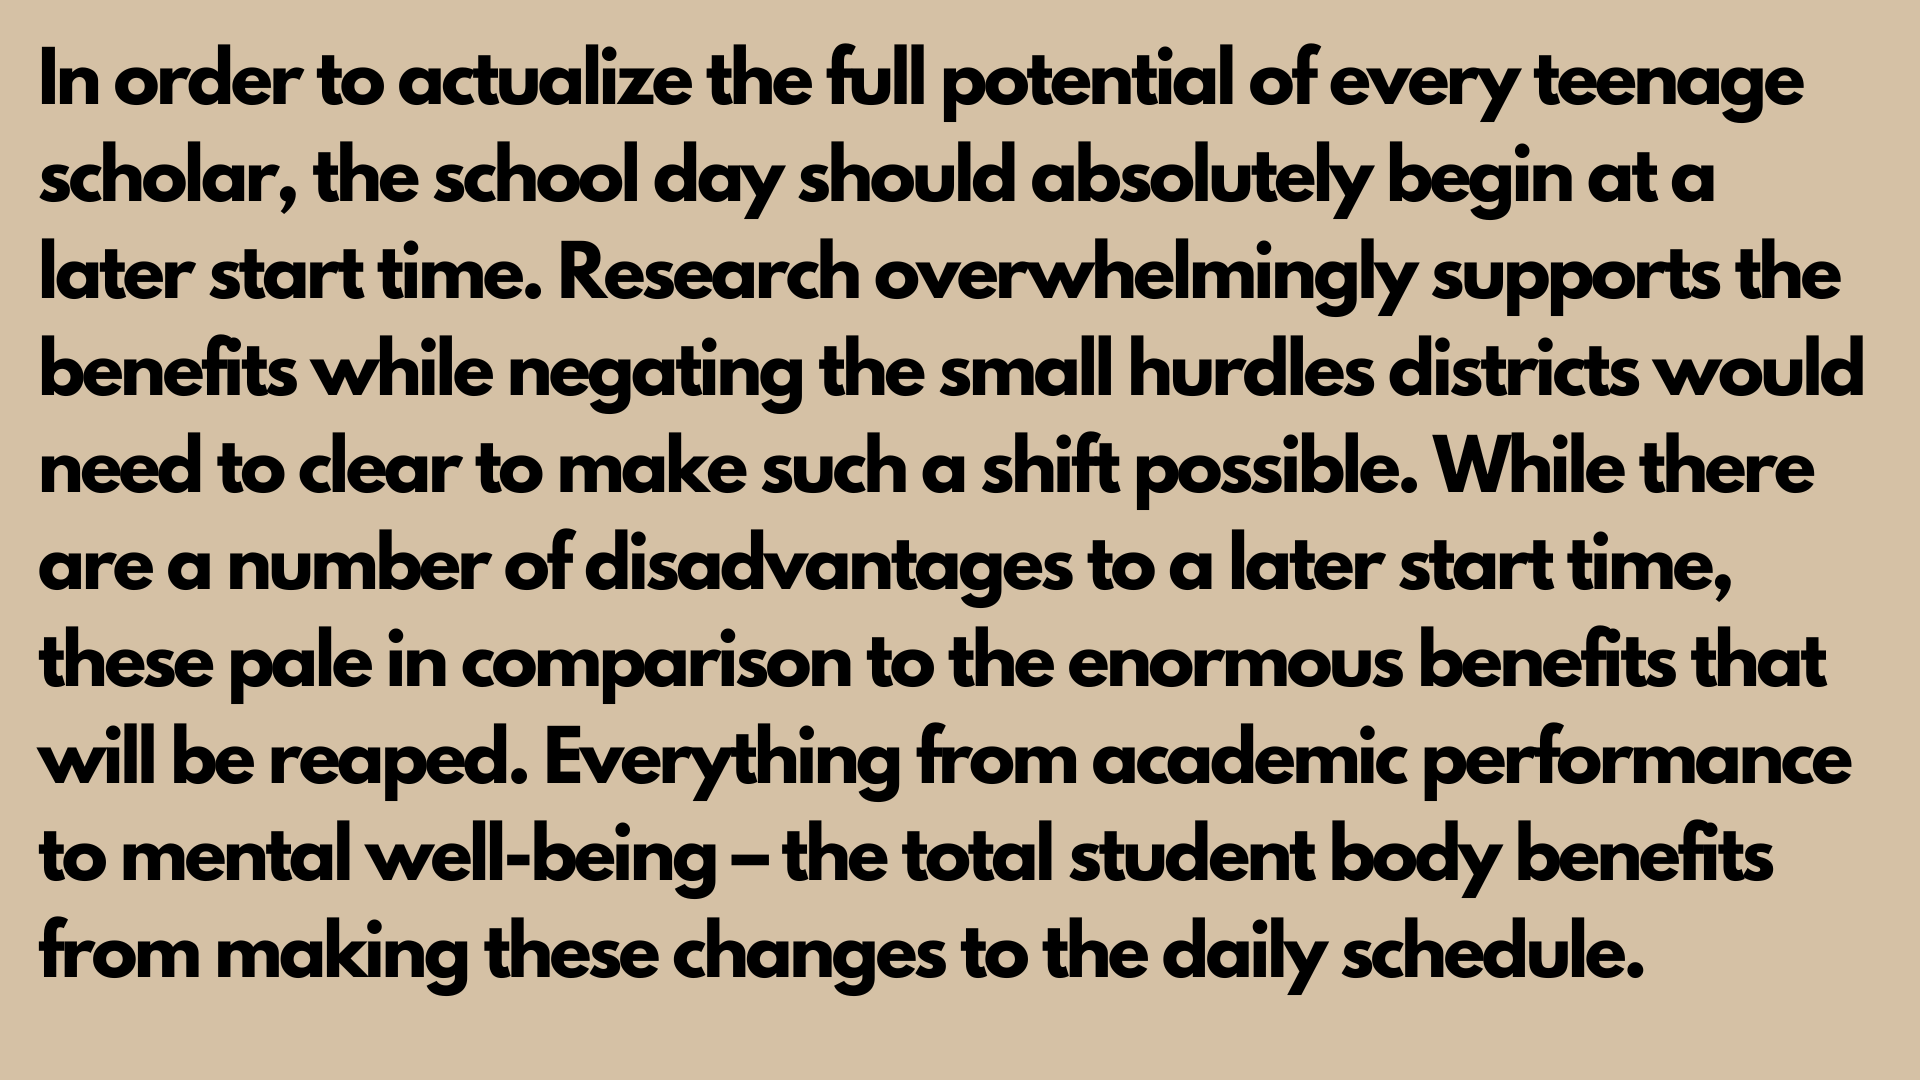 In order to actualize the full potential of every teenage
scholar, the school day should absolutely begin at a
later start time. Research overwhelmingly supports the
benefits while negating the small hurdles districts would
need to clear to make such a shift possible. While there
are a number of disadvantages to a later start time,
these pale in comparison to the enormous benefits that
will be reaped. Everything from academic performance
to mental well-being – the total student body benefits
from making these changes to the daily schedule.